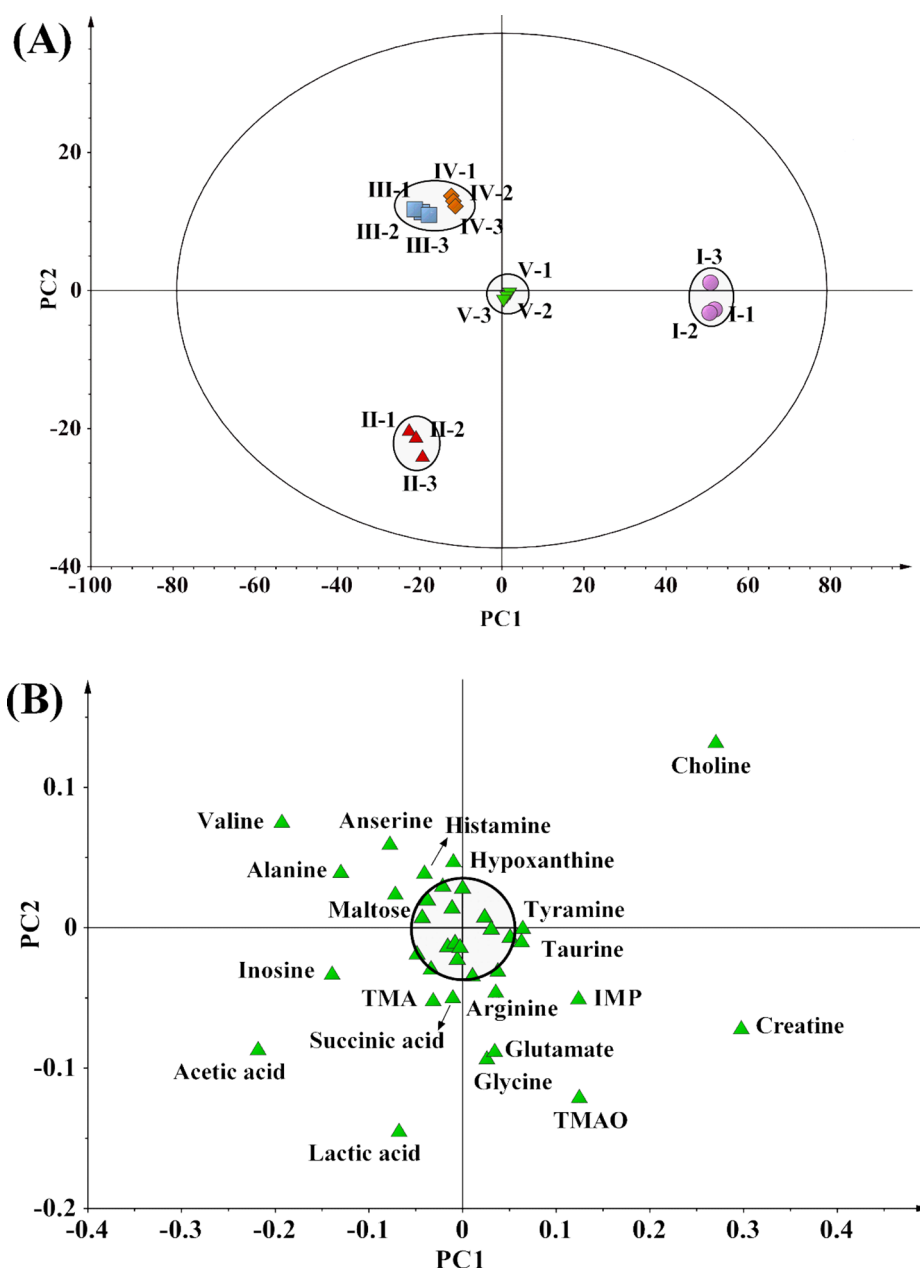 (A)
20
IV-1
III-1
IV-2
III-2
IV-3
III-3
PC2
0
V-1
I-3
V-3
V-2
I-2
I-1
-20
II-1
II-2
II-3
-40
-100 -80 -60 -40 -20 0 20 40 60 80
PC1
(B)
Choline
0.1
Valine
Anserine
Histamine
Alanine
Hypoxanthine
Maltose
Tyramine
PC2
0
Taurine
Inosine
TMA
Arginine
IMP
Creatine
Succinic acid
Glutamate
Acetic acid
Glycine
-0.1
TMAO
Lactic acid
-0.2
-0.4 -0.3 -0.2 -0.1 0 0.1 0.2 0.3 0.4
PC1